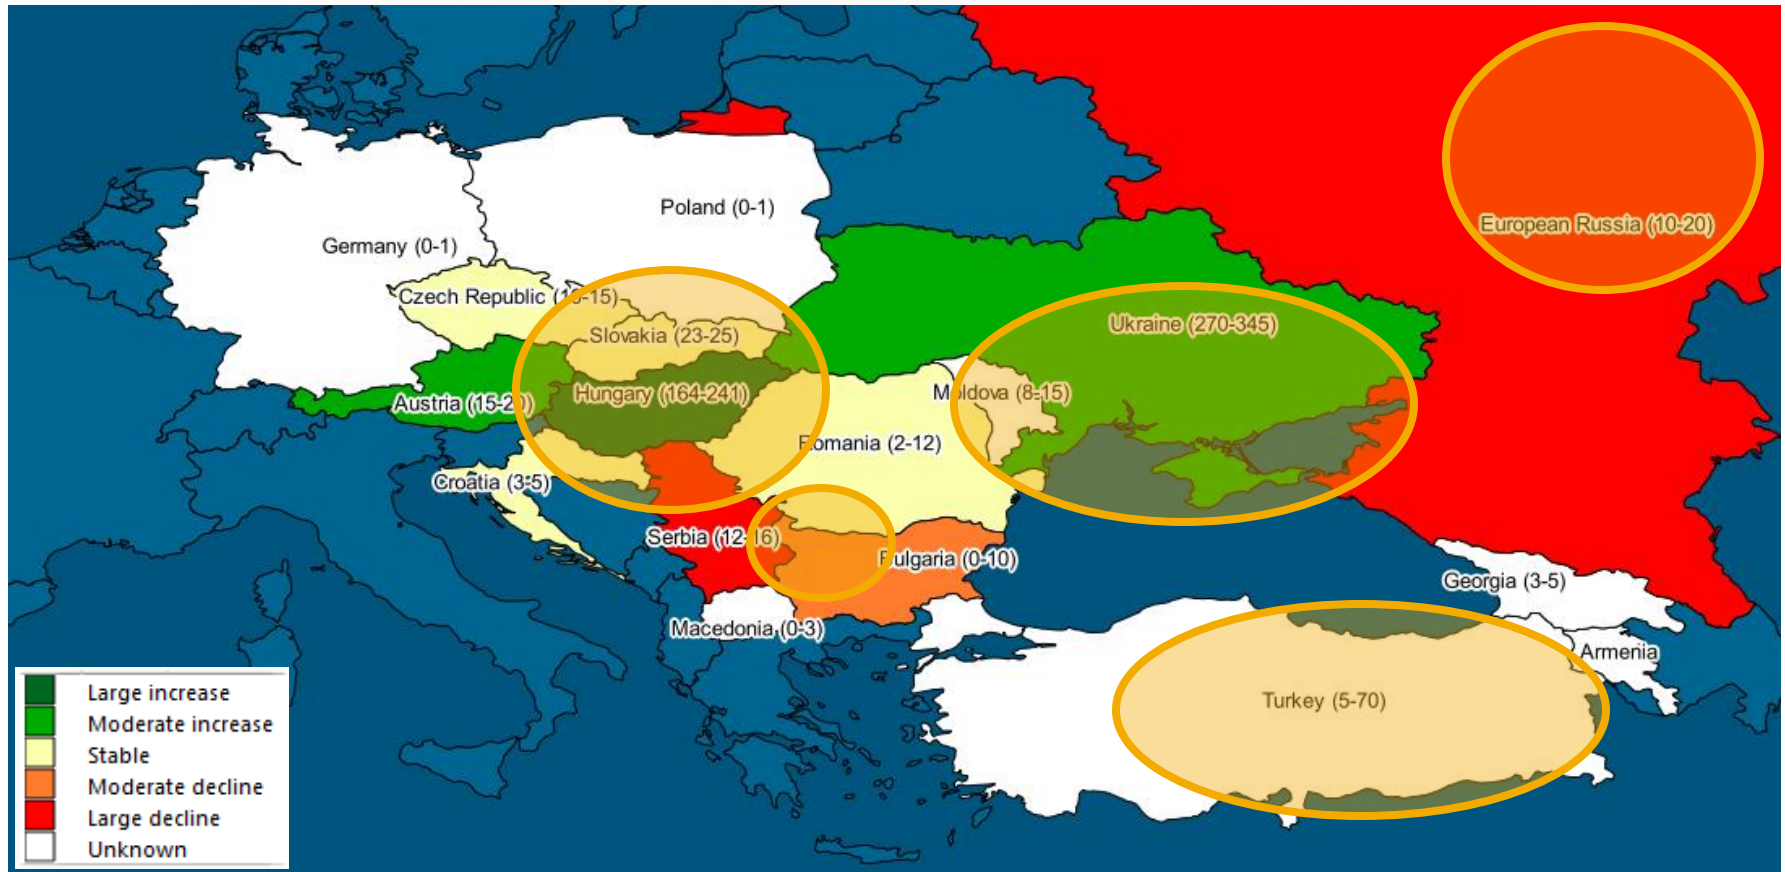 Poland (0-1)
European Russia (10-20)
Germany (0-1)
Czech Republic (10-15)
Ukraine (270-345)
Slovakia (23-25)
Hungary (164-241)
Moldova (8-15)
Austria (15-20)
Romania (2-12)
Croatia (3-5)
Serbia (12-16)
Bulgaria (0-10)
Georgia (3-5)
Macedonia (0-3)
Armenia
Turkey (5-70)
Large increase
Moderate increase
Stable
Moderate decline
Large decline
Unknown